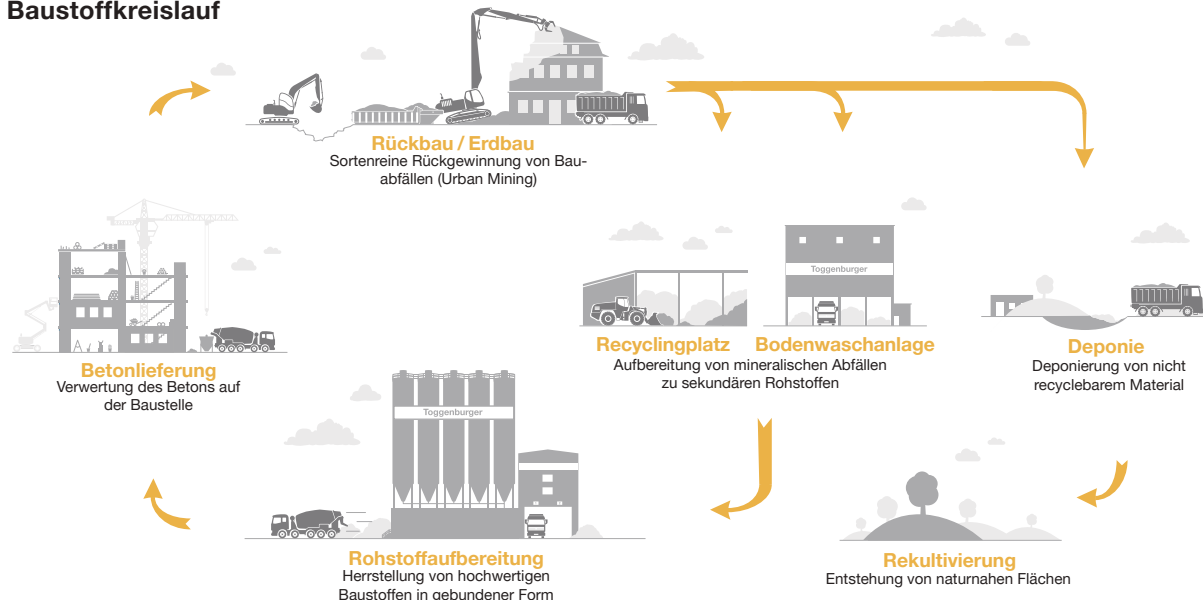 Baustoffkreislauf
Rückbau / Erdbau
Sortenreine Rückgewinnung von Bau-
abfällen (Urban Mining)
Toggenburger
Recyclingplatz
Bodenwaschanlage
Aufbereitung von mineralischen Abfällen
zu sekundären Rohstoffen
Deponie
Deponierung von nicht
recyclebarem Material
Betonlieferung
Verwertung des Betons auf
der Baustelle
Toggenburger
Rohstoffaufbereitung
Herrstellung von hochwertigen
Baustoffen in gebundener Form
Rekultivierung
Entstehung von naturnahen Flächen